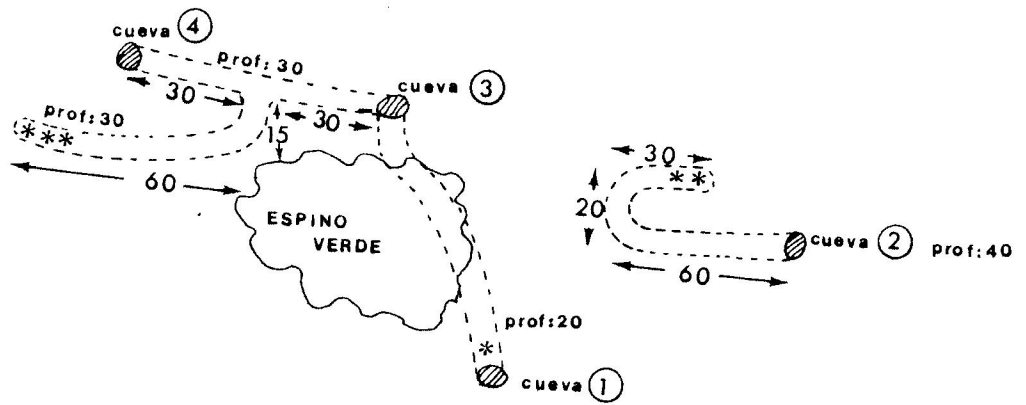 cueva 4
prof: 30
cueva 3
30
prof:30
30
***
15
60
30
**
20
ESPINO
VERDE
cueva 2
prof:40
60
prof:20
*
cueva 1